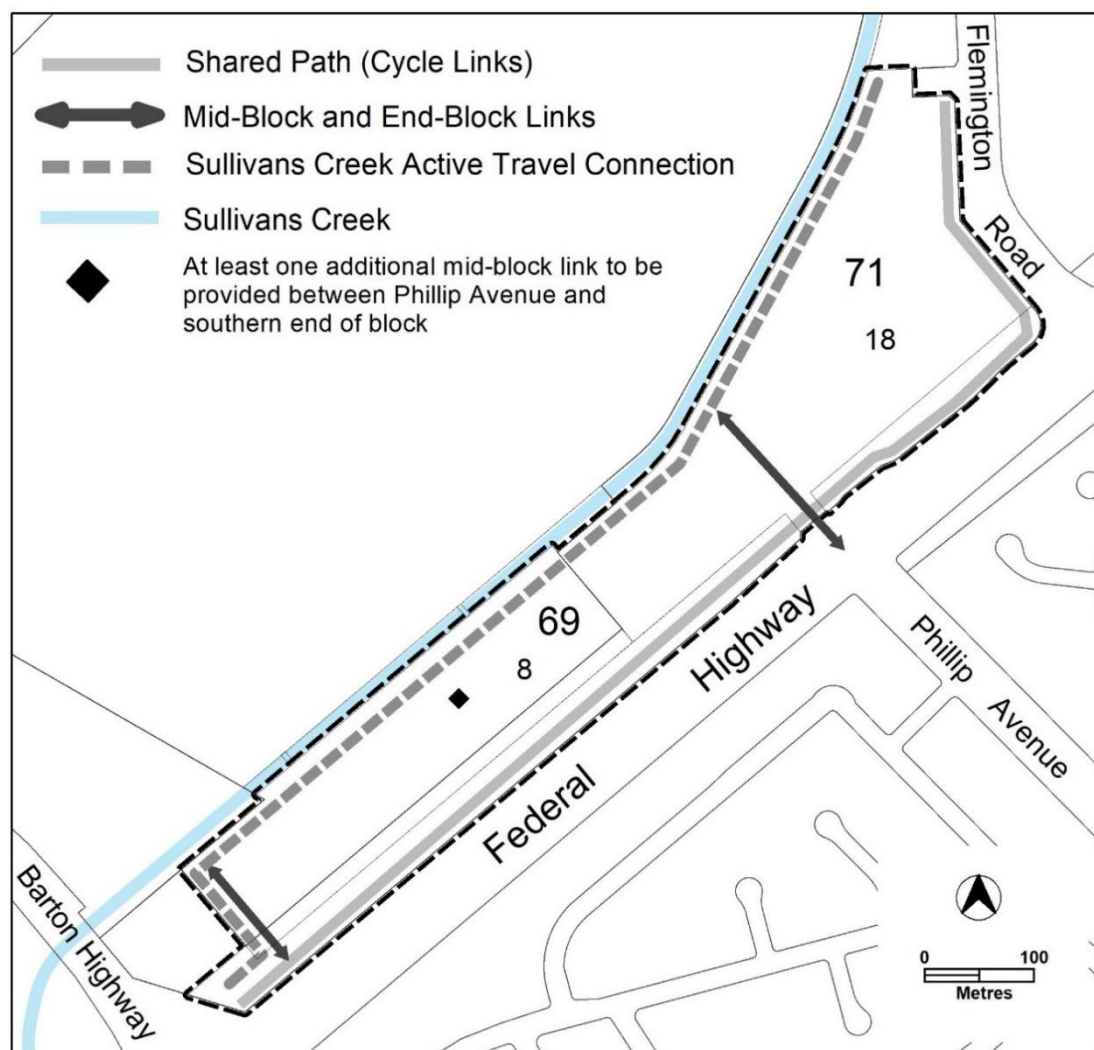 Shared Path (Cycle Links)
Mid-Block and End-Block Links
Sullivans Creek Active Travel Connection
Sullivans Creek
At least one additional mid-block link to be
provided between Phillip Avenue and
southern end of block
Flemington
Road
71
18
69
8
Highway
Federal
Phillip
Avenue
Barton Highway
0 100
Metres